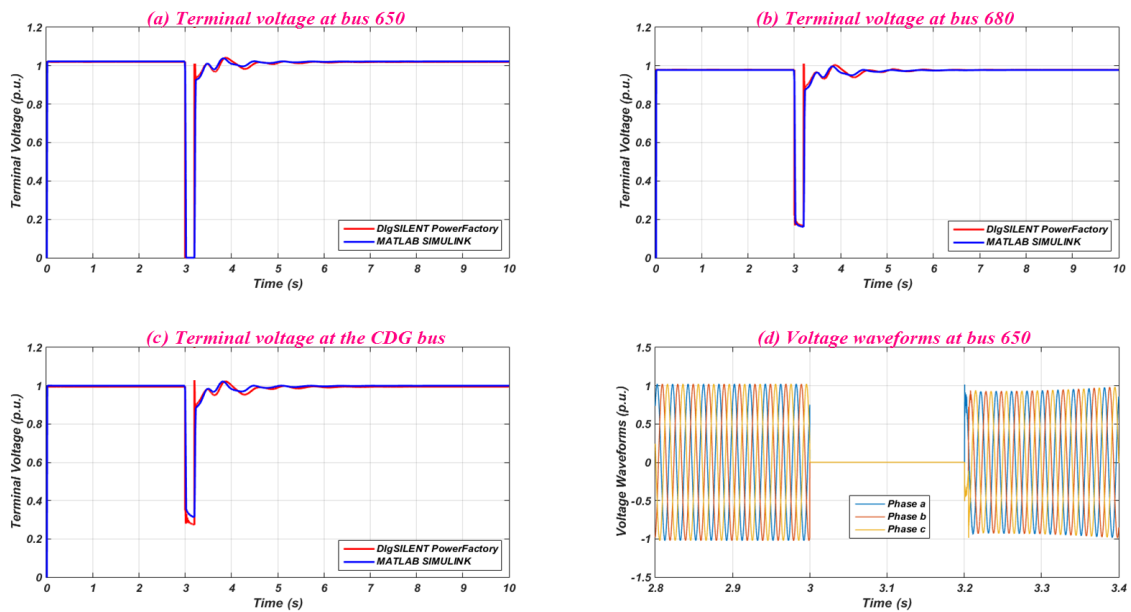 (a) Terminal voltage at bus 650
1.2
1
0.8
0.6
0.4
0.2
0
Terminal Voltage (p.u.)
DIgSILENT PowerFactory
MATLAB SIMULINK
0 1 2 3 4 5 6 7 8 9 10
Time (s)
(b) Terminal voltage at bus 680
1.2
1
0.8
0.6
0.4
0.2
0
Terminal Voltage (p.u.)
DIgSILENT PowerFactory
MATLAB SIMULINK
0 1 2 3 4 5 6 7 8 9 10
Time (s)
(c) Terminal voltage at the CDG bus
1.2
1
0.8
0.6
0.4
0.2
0
Terminal Voltage (p.u.)
DIgSILENT PowerFactory
MATLAB SIMULINK
0 1 2 3 4 5 6 7 8 9 10
Time (s)
(d) Voltage waveforms at bus 650
1.5
1
0.5
0
-0.5
-1
-1.5
Voltage Waveforms (p.u.)
Phase a
Phase b
Phase c
2.8 2.9 3 3.1 3.2 3.3 3.4
Time (s)